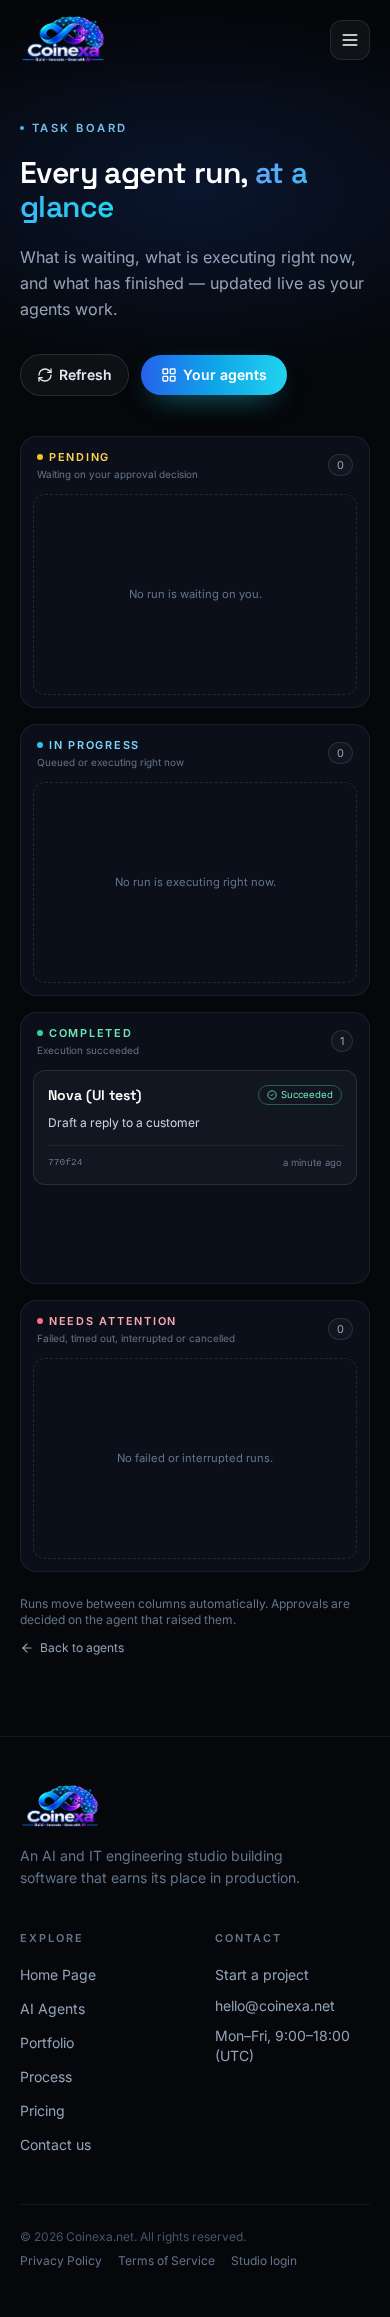 Coinexa
TASK BOARD
Every agent run, at a
glance
What is waiting, what is executing right now,
and what has finished — updated live as your
agents work.
Refresh
Your agents
PENDING
0
Waiting on your approval decision
No run is waiting on you.
IN PROGRESS
0
Queued or executing right now
No run is executing right now.
COMPLETED
1
Execution succeeded
Nova (UI test)
Succeeded
Draft a reply to a customer
770f24
a minute ago
NEEDS ATTENTION
0
Failed, timed out, interrupted or cancelled
No failed or interrupted runs.
Runs move between columns automatically. Approvals are
decided on the agent that raised them.
Back to agents
Coinexa
An AI and IT engineering studio building
software that earns its place in production.
EXPLORE
Home Page
AI Agents
Portfolio
Process
Pricing
Contact us
CONTACT
Start a project
hello@coinexa.net
Mon–Fri, 9:00–18:00
(UTC)
© 2026 Coinexa.net. All rights reserved.
Privacy Policy Terms of Service Studio login